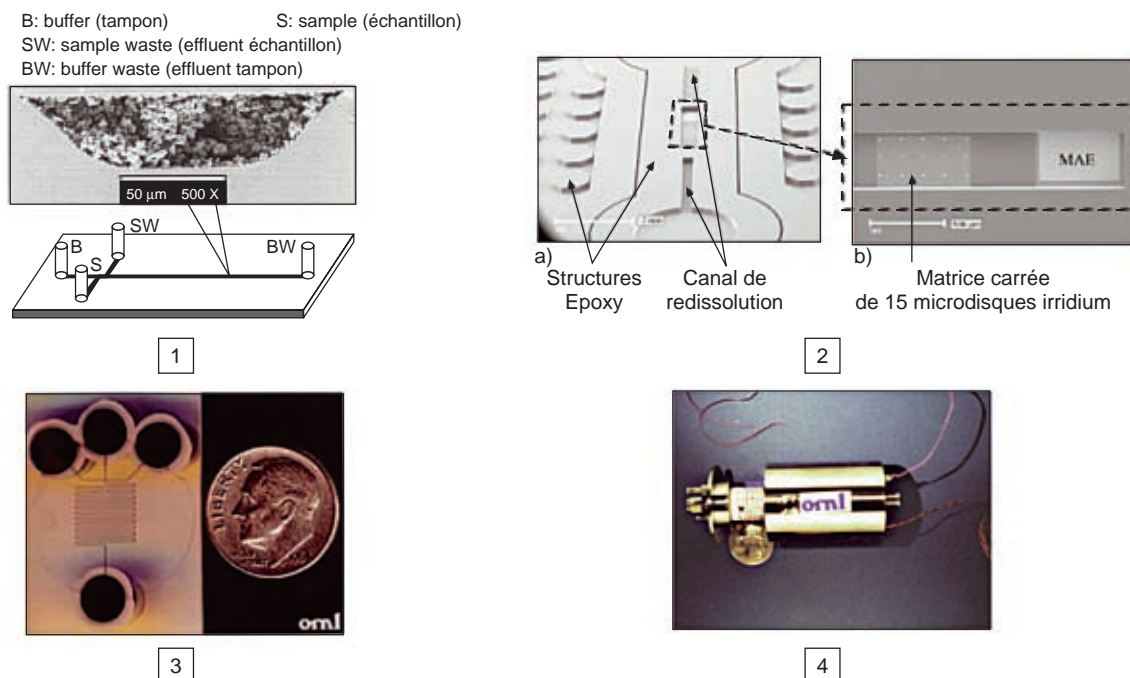 B: buffer (tampon) S: sample (échantillon)
SW: sample waste (effluent échantillon)
BW: buffer waste (effluent tampon)
50 µm 500 X
SW
B
S
BW
1
MAE
a)
b)
Structures
Epoxy
Canal de
redissolution
Matrice carrée
de 15 microdisques irridium
2
LIBERTY
ornl
3
ornl
4